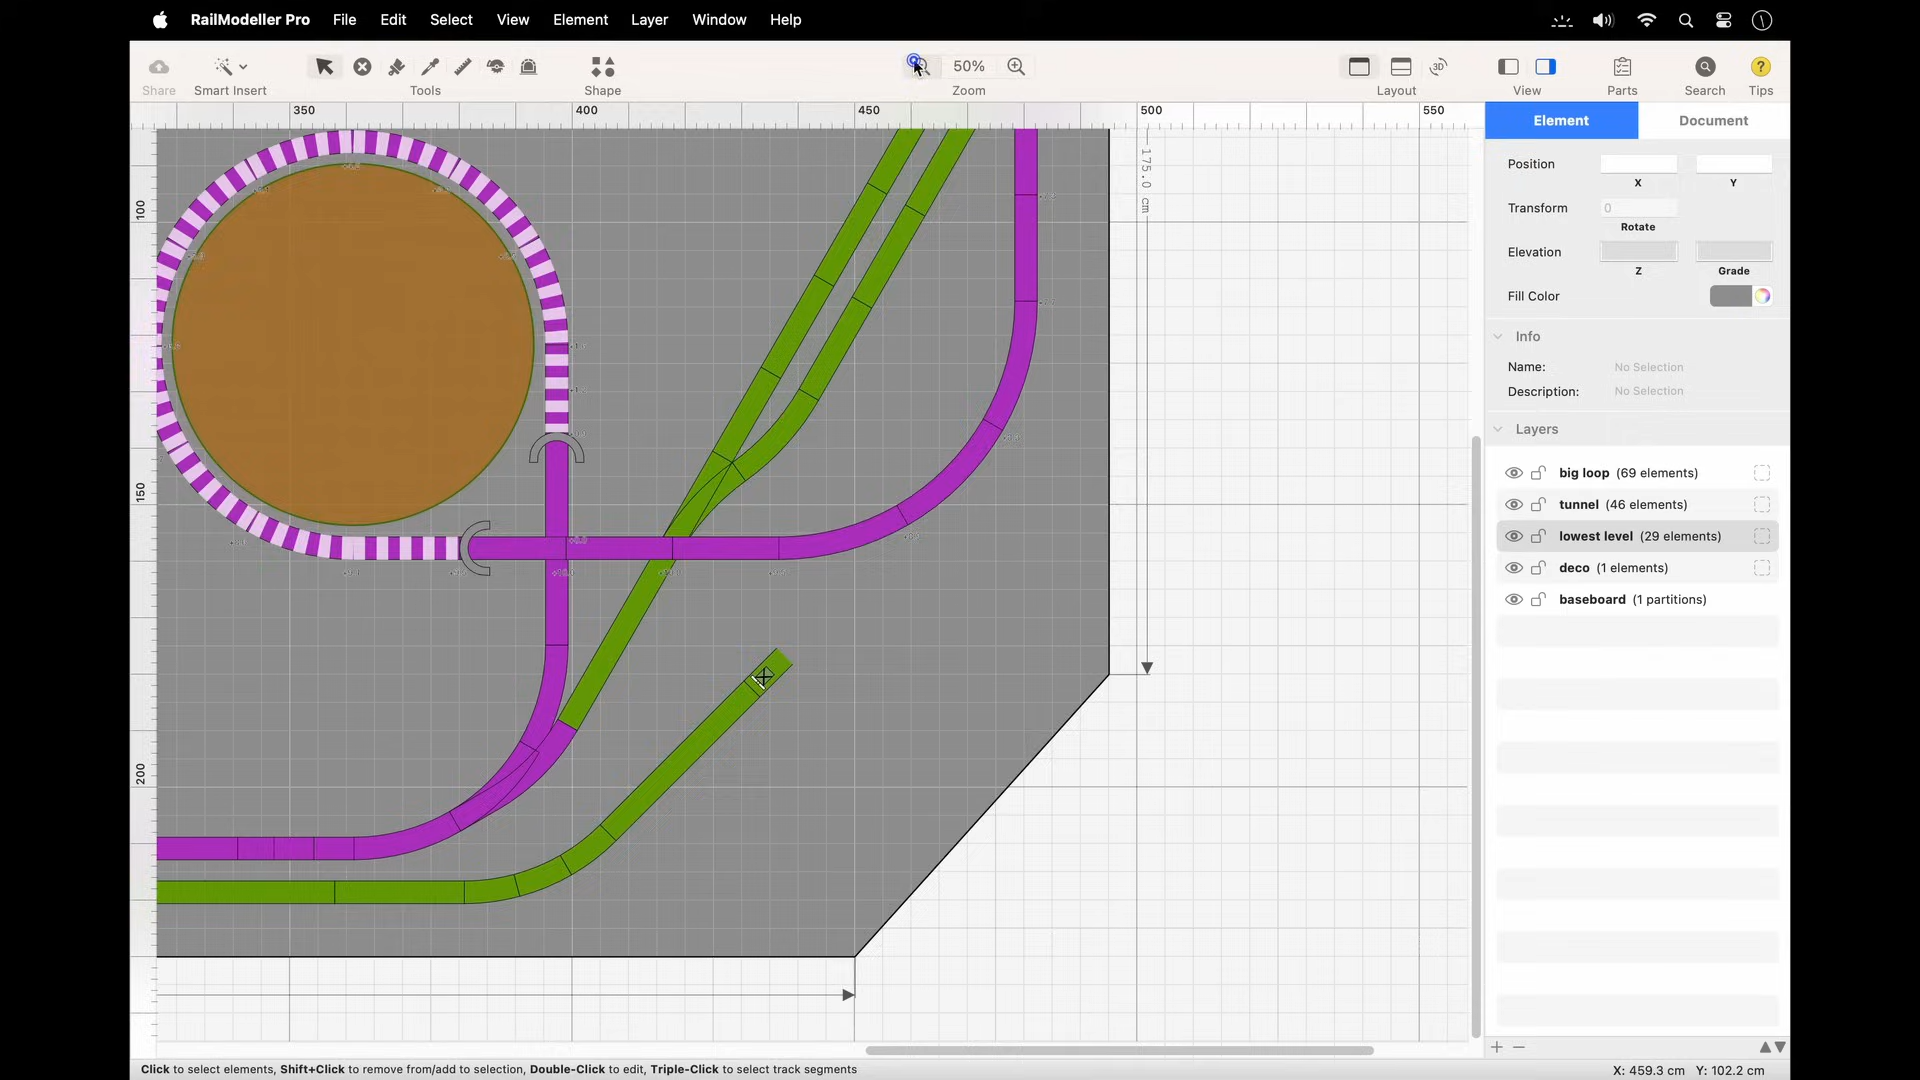 RailModeller Pro File Edit Select View Element Layer Window Help
50%
Share Smart Insert Tools Shape Zoom Layout View Parts Search Tips
3D
350 400 450 500 550
Element Document
Position
X Y
Transform 0
Rotate
Elevation
Z Grade
Fill Color
Info
Name: No Selection
Description: No Selection
Layers
big loop (69 elements)
tunnel (46 elements)
lowest level (29 elements)
deco (1 elements)
baseboard (1 partitions)
100
150
200
175.0 cm
Click to select elements, Shift+Click to remove from/add to selection, Double-Click to edit, Triple-Click to select track segments
X: 459.3 cm Y: 102.2 cm